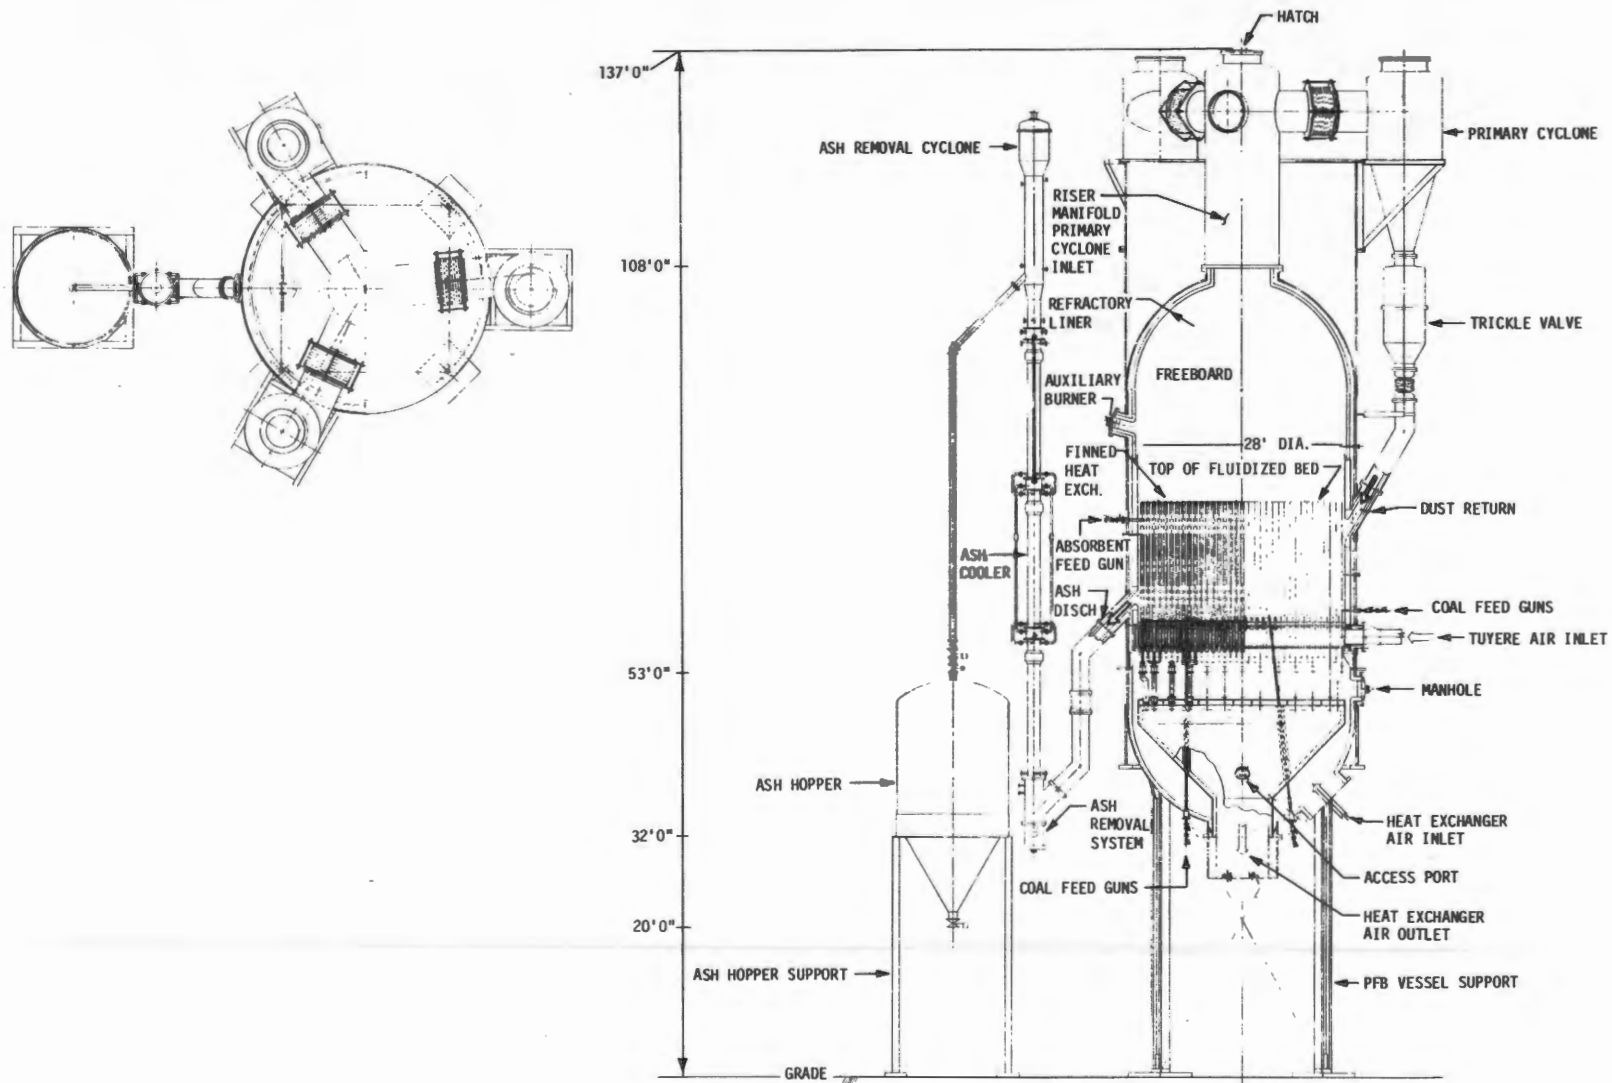 HATCH
137'0"
ASH REMOVAL CYCLONE
PRIMARY CYCLONE
RISER
MANIFOLD
PRIMARY
CYCLONE
INLET
108'0"
REFRACTORY
LINER
TRICKLE VALVE
FREEBOARD
AUXILIARY
BURNER
28' DIA.
FINNED
HEAT
EXCH.
TOP OF FLUIDIZED BED
DUST RETURN
ABSORBENT
FEED GUN
ASH
COOLER
ASH
DISCH
COAL FEED GUNS
TUYERE AIR INLET
53'0"
MANHOLE
ASH HOPPER
ASH
REMOVAL
SYSTEM
HEAT EXCHANGER
AIR INLET
32'0"
COAL FEED GUNS
ACCESS PORT
HEAT EXCHANGER
AIR OUTLET
20'0"
ASH HOPPER SUPPORT
PFB VESSEL SUPPORT
GRADE